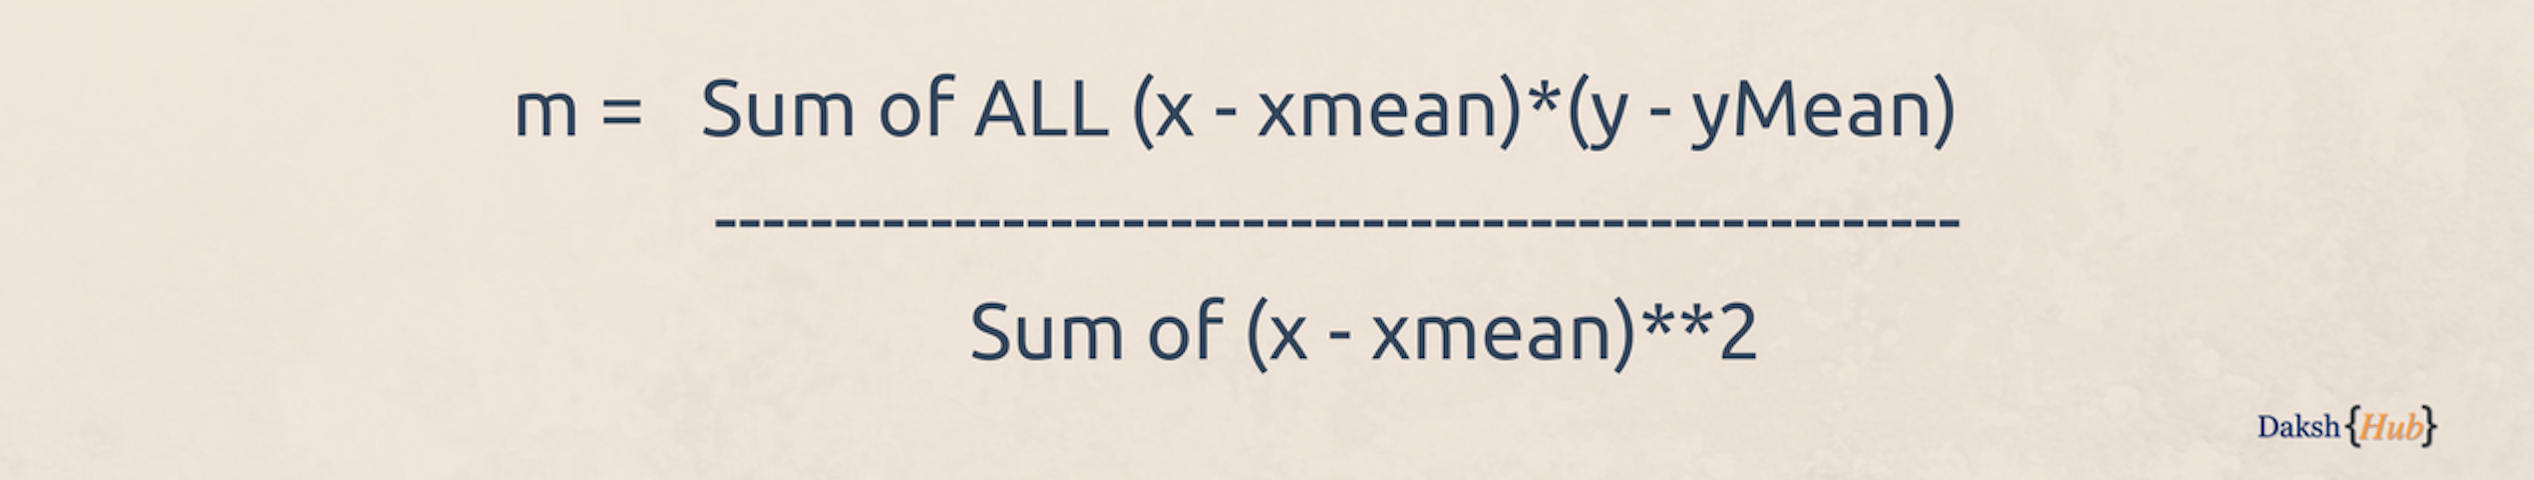 m = Sum of ALL (x - xmean)*(y - yMean)
----------------------------------------------------
Sum of (x - xmean)**2
Daksh{Hub}